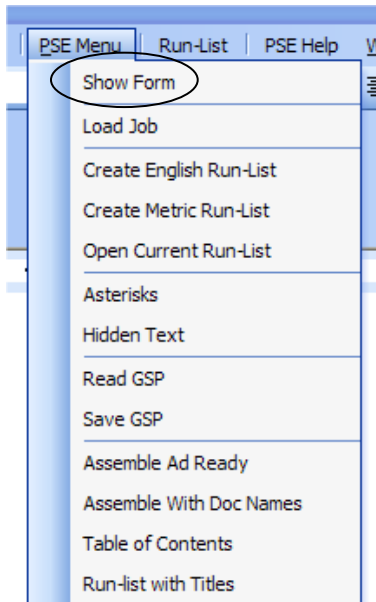 PSE Menu Run-List PSE Help W
Show Form
Load Job
Create English Run-List
Create Metric Run-List
Open Current Run-List
Asterisks
Hidden Text
Read GSP
Save GSP
Assemble Ad Ready
Assemble With Doc Names
Table of Contents
Run-list with Titles